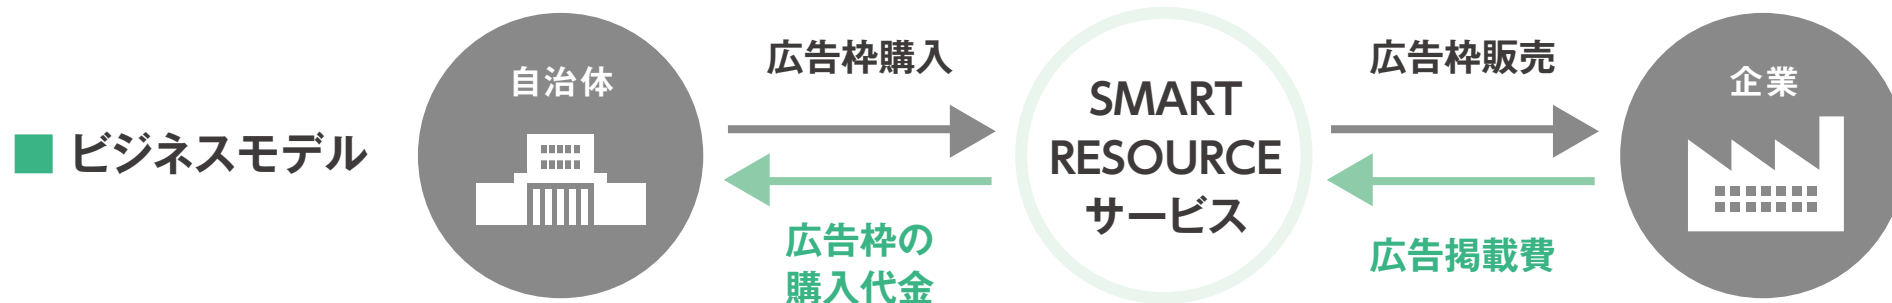 ビジネスモデル
自治体
広告枠購入
広告枠の
購入代金
SMART
RESOURCE
サービス
広告枠販売
広告掲載費
企業